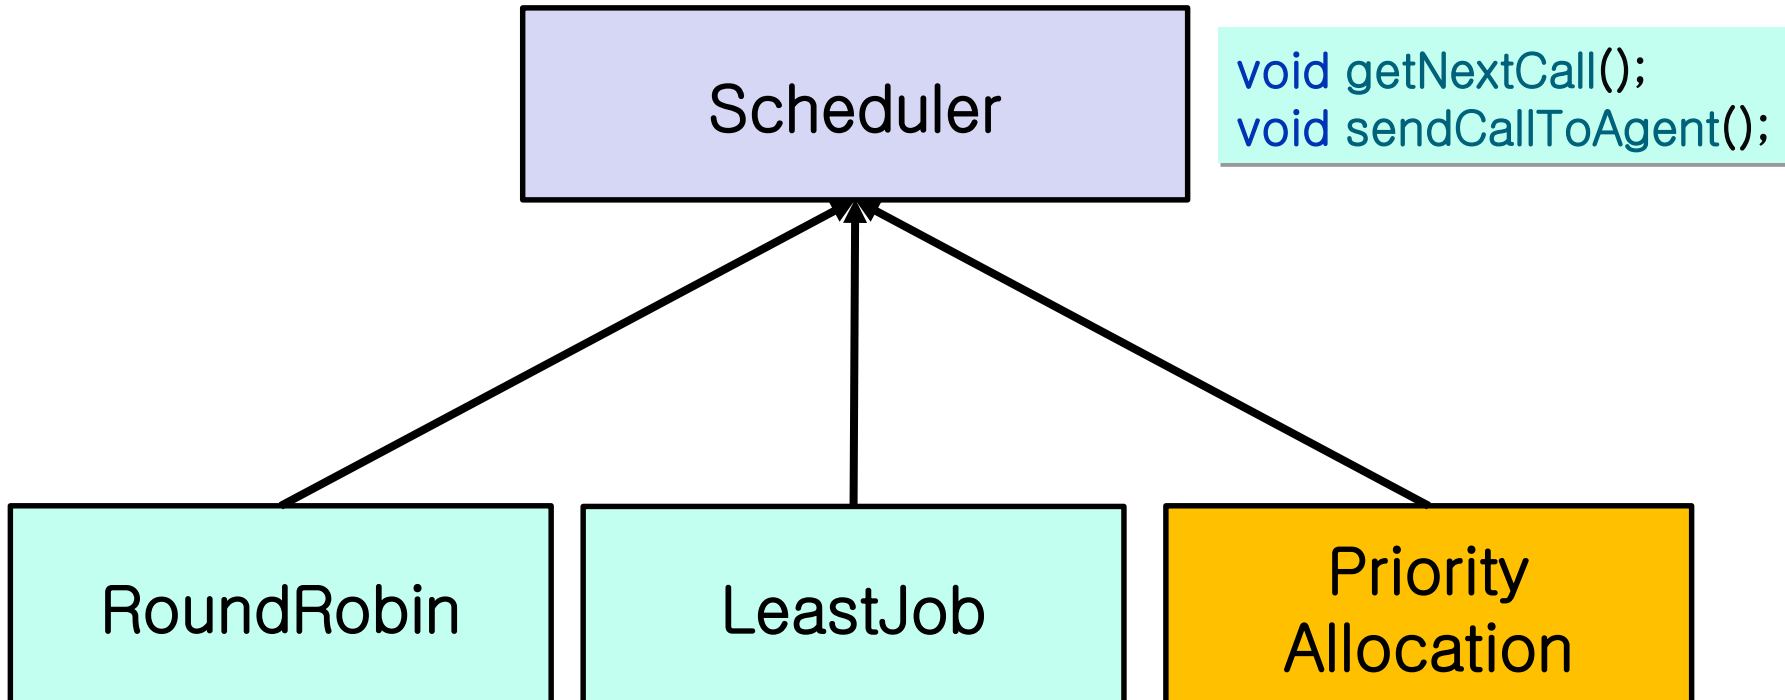 Scheduler
void getNextCall();
void sendCallToAgent();
RoundRobin
LeastJob
Priority
Allocation